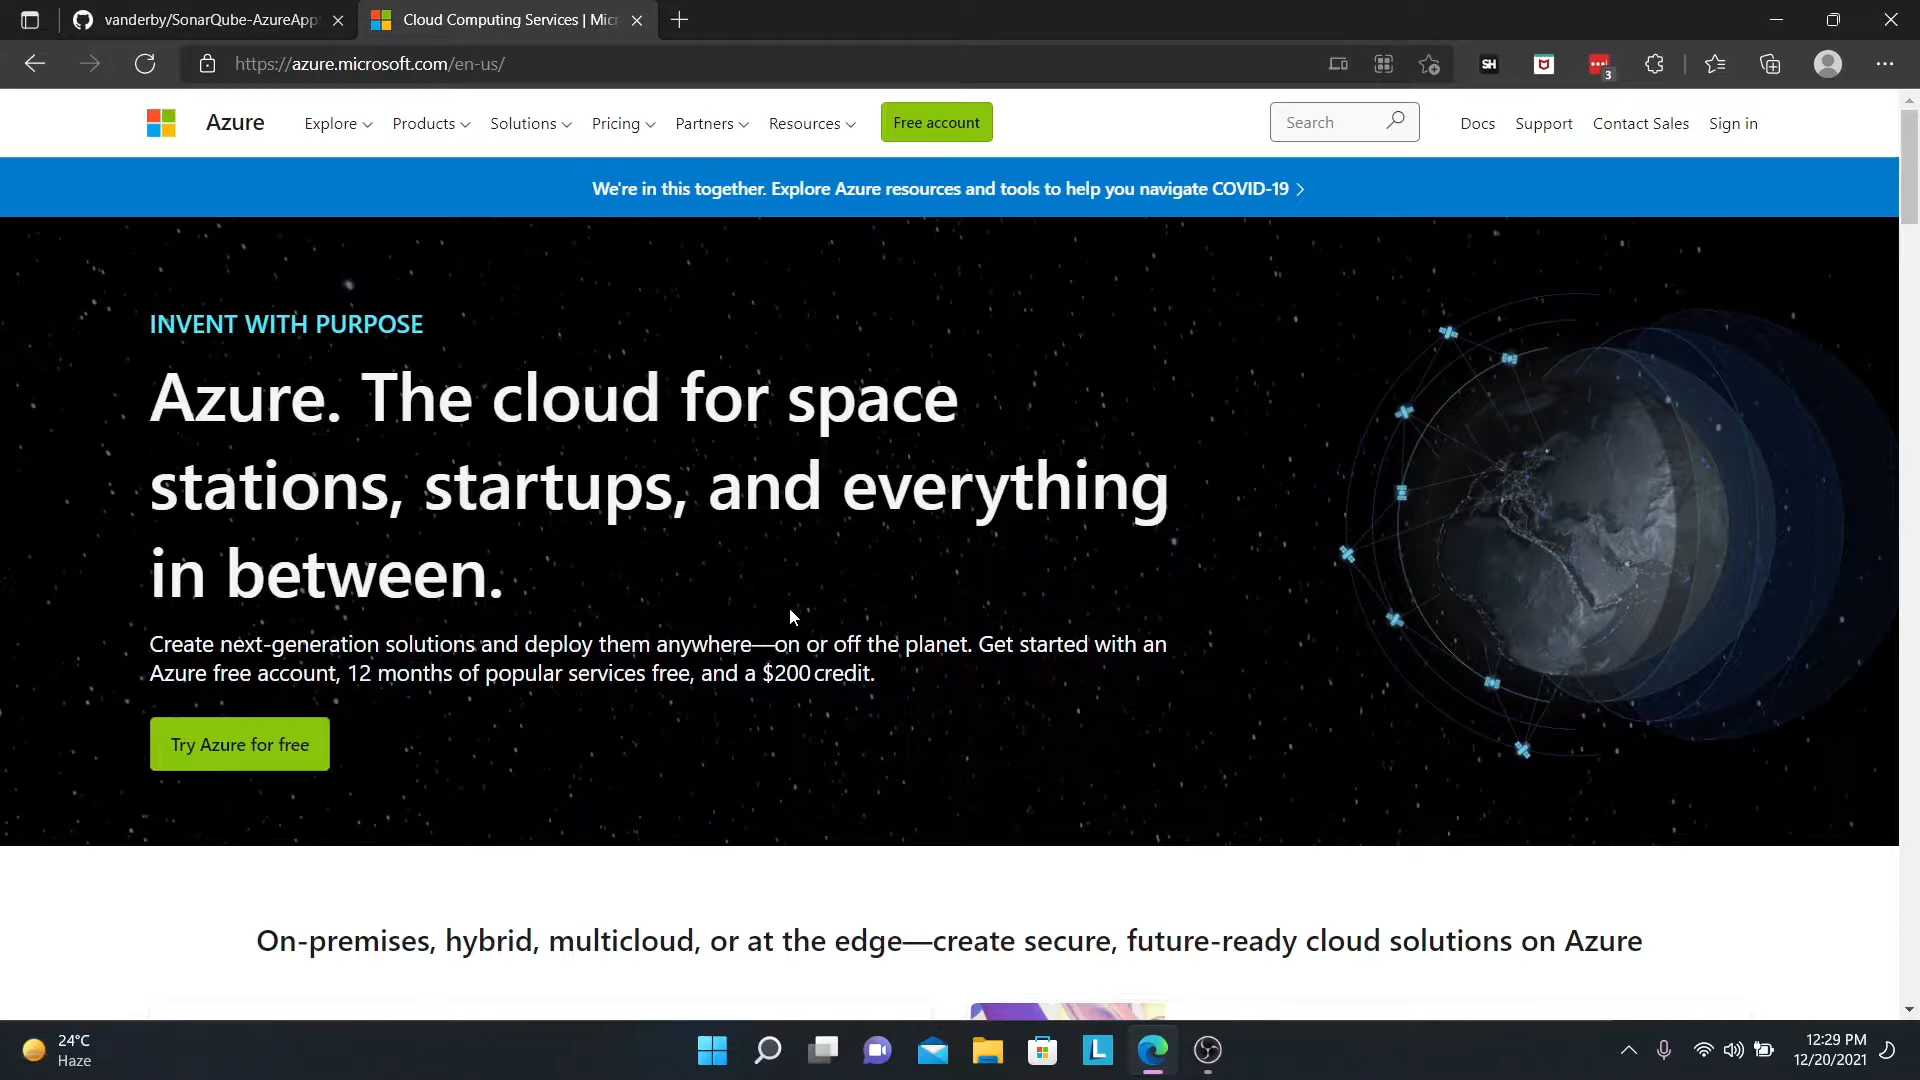 vanderby/SonarQube-AzureApp
Cloud Computing Services | Micr
https://azure.microsoft.com/en-us/
SH
3
Azure
Explore
Products
Solutions
Pricing
Partners
Resources
Free account
Search
Docs
Support
Contact Sales
Sign in
We're in this together. Explore Azure resources and tools to help you navigate COVID-19
INVENT WITH PURPOSE
Azure. The cloud for space
stations, startups, and everything
in between.
Create next-generation solutions and deploy them anywhere—on or off the planet. Get started with an
Azure free account, 12 months of popular services free, and a $200 credit.
Try Azure for free
On-premises, hybrid, multicloud, or at the edge—create secure, future-ready cloud solutions on Azure
24°C
Haze
L
12:29 PM
12/20/2021